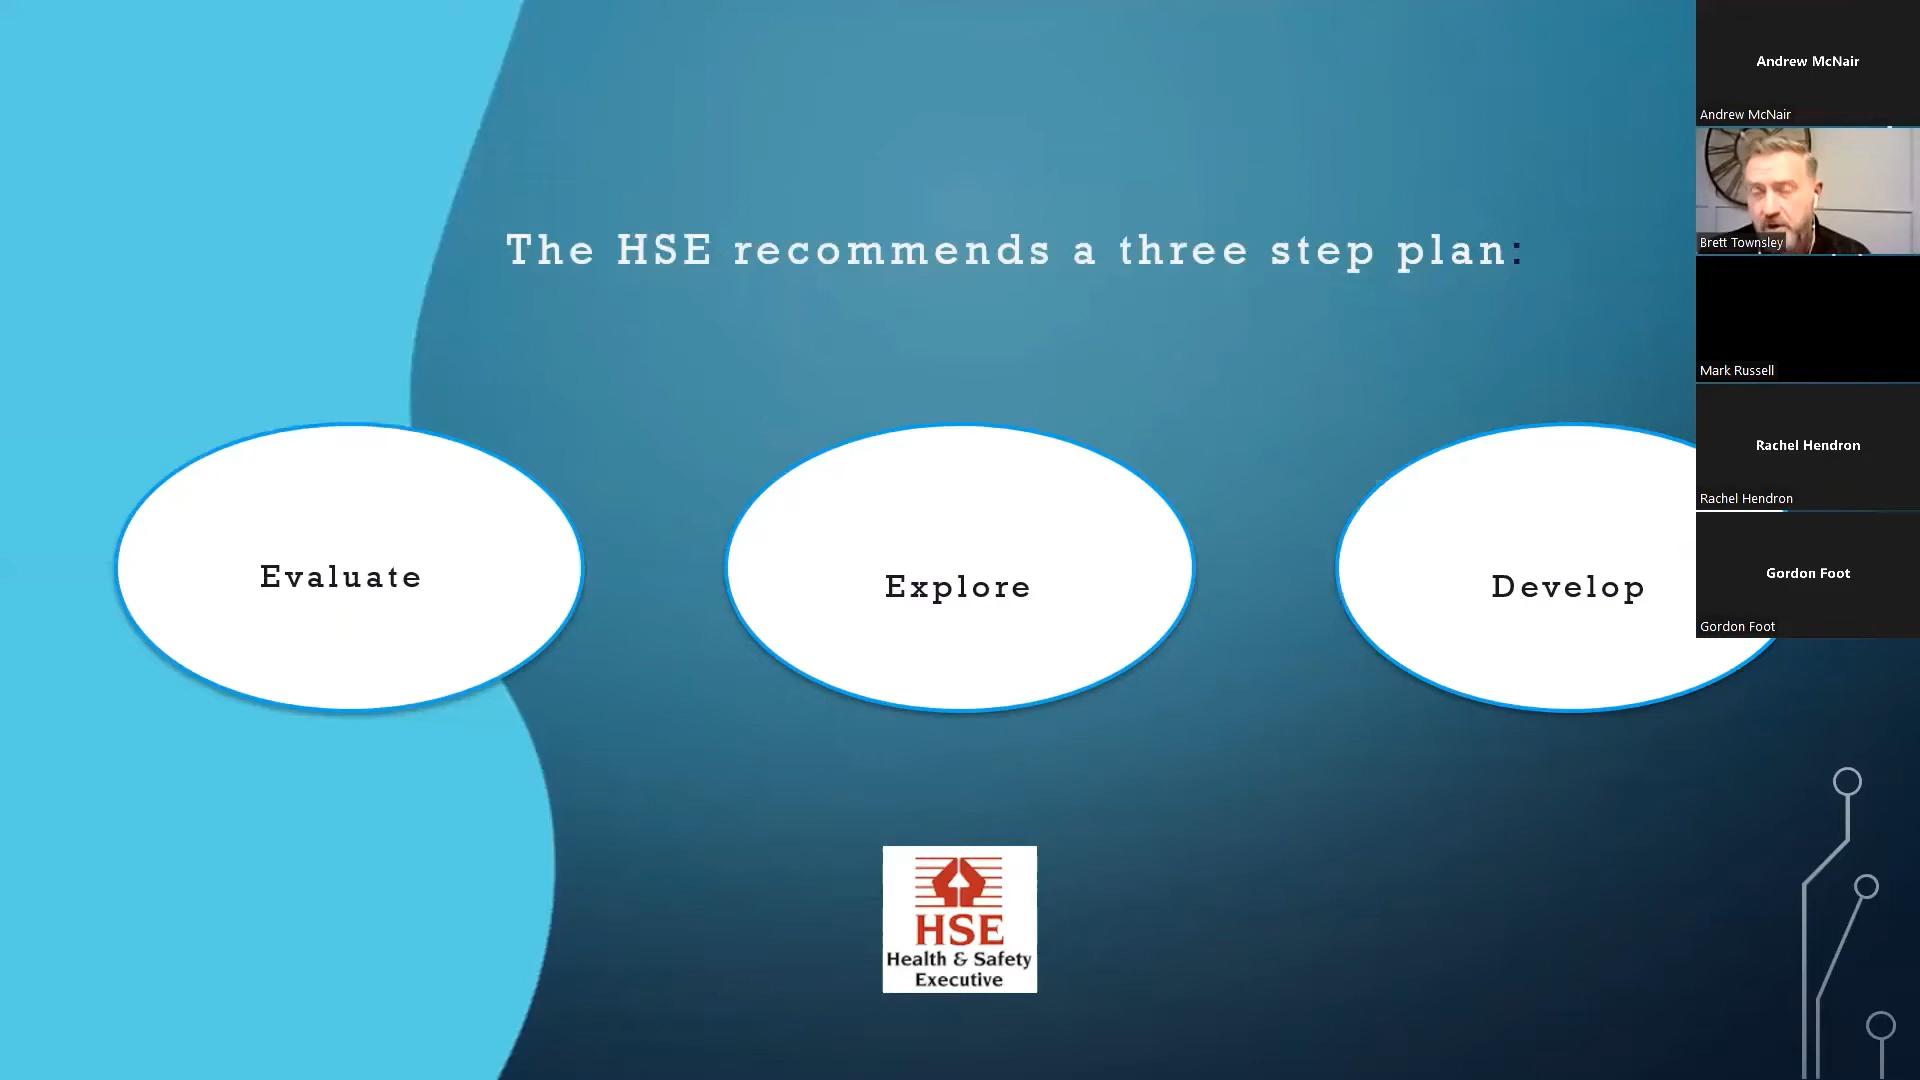 The HSE recommends a three step plan:
Evaluate
Explore
Develop
HSE
Health & Safety
Executive
Andrew McNair
Andrew McNair
Brett Townsley
Mark Russell
Rachel Hendron
Rachel Hendron
Gordon Foot
Gordon Foot